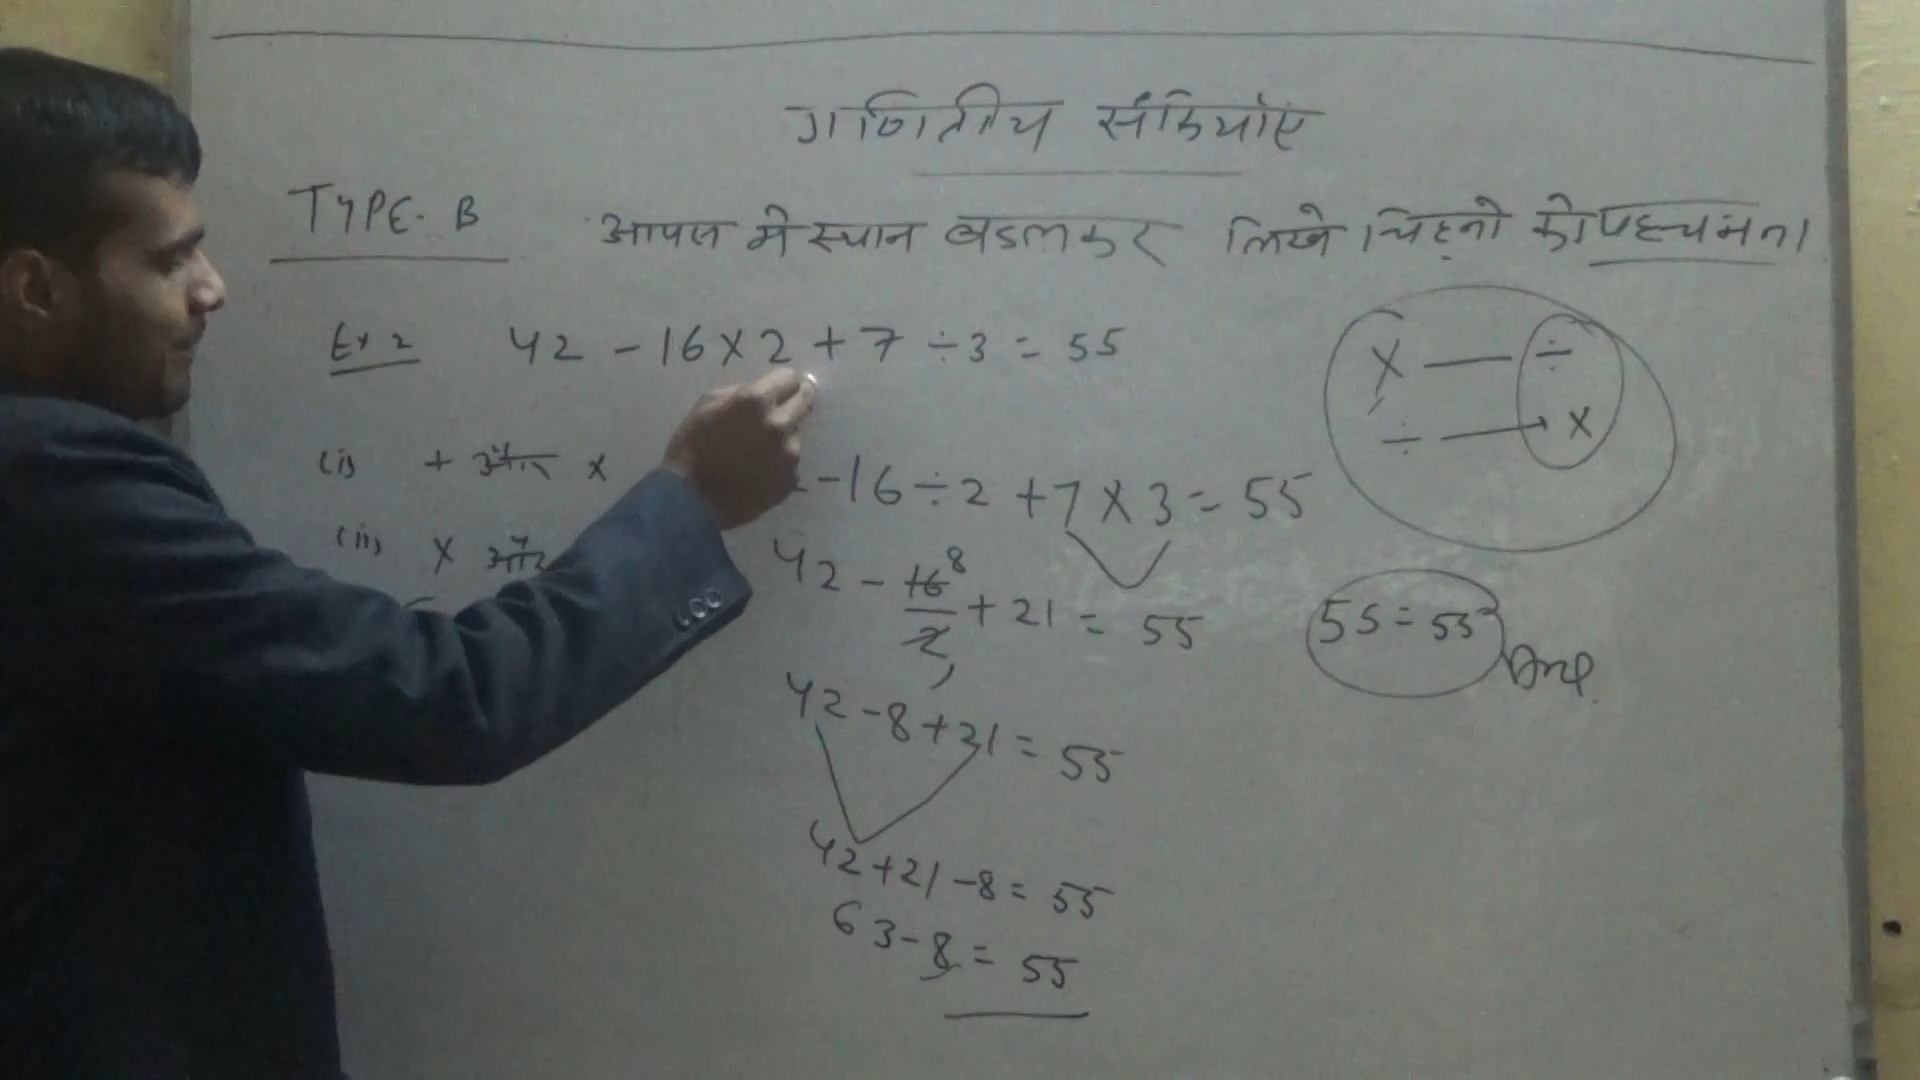 गणितीय संक्रियाएं
TYPE-B आपस मे स्थान बदलकर लिखे चिह्नो को पहचानना।
Ex 2 42 - 16 × 2 + 7 ÷ 3 = 55
× — ÷
÷ → ×
(i) + और ×
- 16 ÷ 2 + 7 × 3 = 55
(ii) × और
42 - 16/2 8 + 21 = 55
55 = 55 Ans.
42 - 8 + 21 = 55
42 + 21 - 8 = 55
63 - 8 = 55